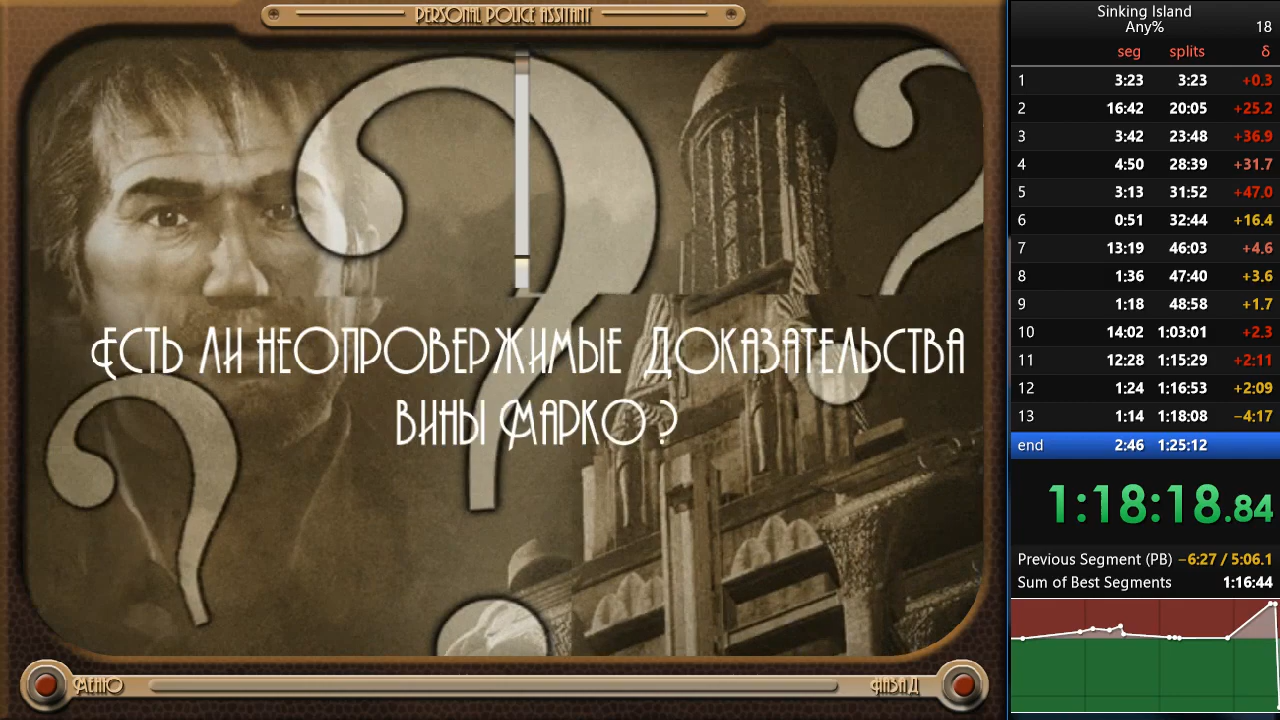 PERSONAL POLICE ASSITANT
ЕСТЬ ЛИ НЕОПРОВЕРЖИМЫЕ ДОКАЗАТЕЛЬСТВА
ВИНЫ МАРКО?
МЕНЮ
НАЗАД
Sinking Island
Any% 18
seg splits δ
1 3:23 3:23 +0.3
2 16:42 20:05 +25.2
3 3:42 23:48 +36.9
4 4:50 28:39 +31.7
5 3:13 31:52 +47.0
6 0:51 32:44 +16.4
7 13:19 46:03 +4.6
8 1:36 47:40 +3.6
9 1:18 48:58 +1.7
10 14:02 1:03:01 +2.3
11 12:28 1:15:29 +2:11
12 1:24 1:16:53 +2:09
13 1:14 1:18:08 −4:17
end 2:46 1:25:12
1:18:18.84
Previous Segment (PB) −6:27 / 5:06.1
Sum of Best Segments 1:16:44